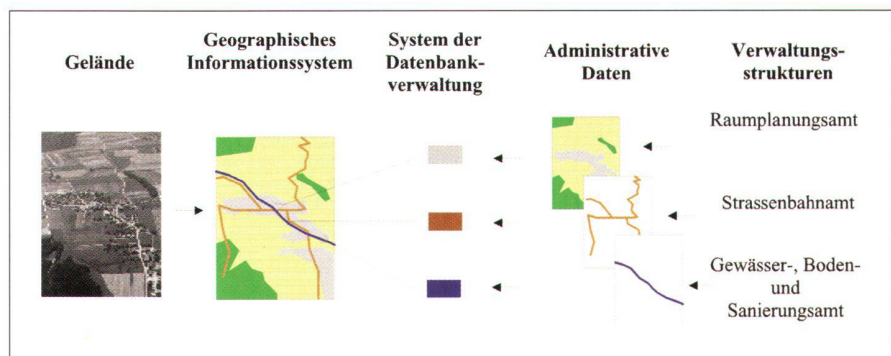 Gelände
Geographisches
Informationssystem
System der
Datenbank-
verwaltung
Administrative
Daten
Verwaltungs-
strukturen
Raumplanungsamt
Strassenbahnamt
Gewässer-, Boden-
und
Sanierungsamt